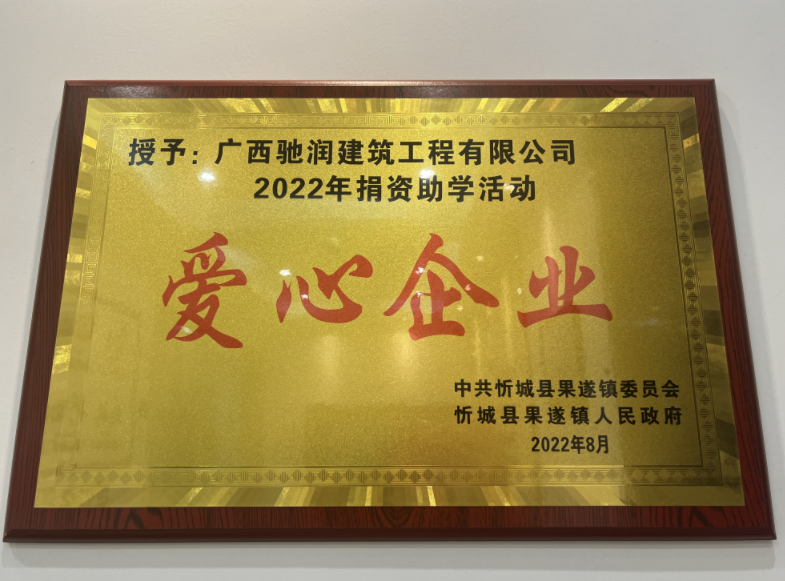 授予：广西驰润建筑工程有限公司
2022年捐资助学活动
爱心企业
中共忻城县果遂镇委员会
忻城县果遂镇人民政府
2022年8月